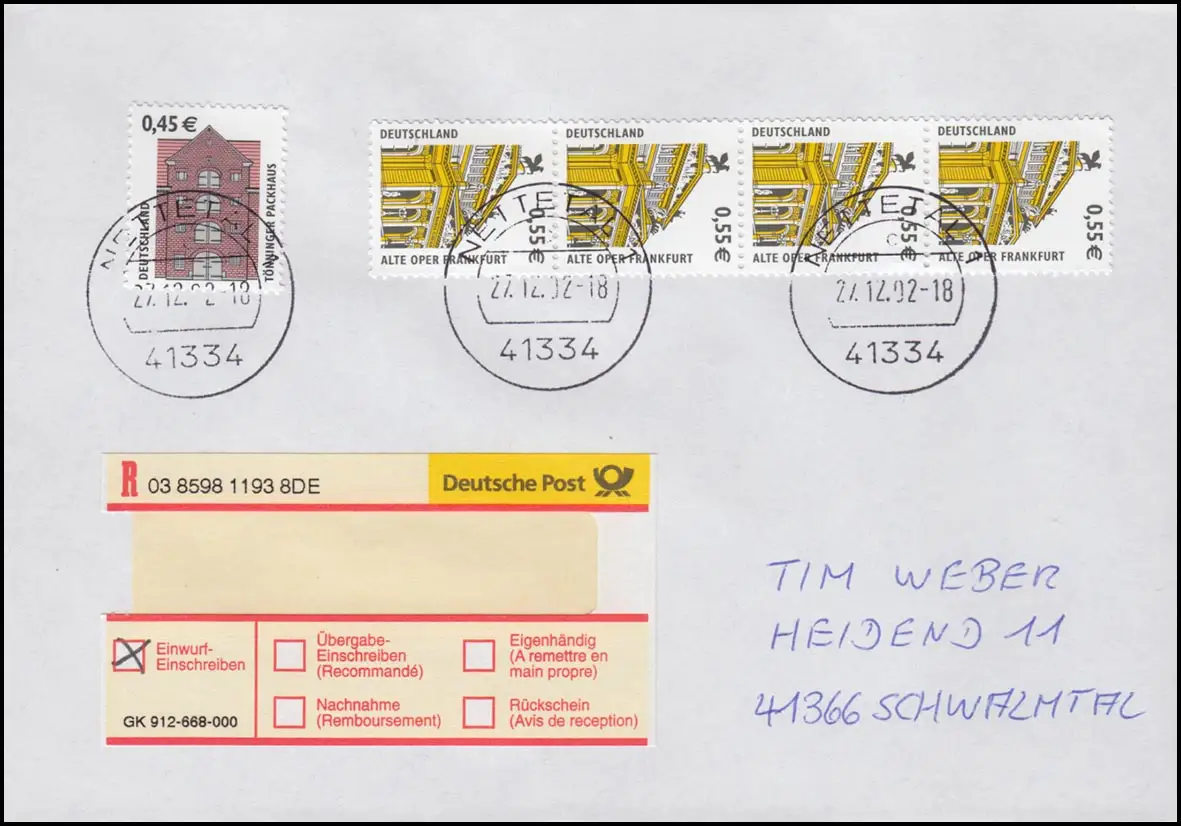 0,45 €
DEUTSCHLAND
TÖNNINGER PACKHAUS
DEUTSCHLAND
0,55 €
ALTE OPER FRANKFURT
DEUTSCHLAND
0,55 €
ALTE OPER FRANKFURT
DEUTSCHLAND
0,55 €
ALTE OPER FRANKFURT
DEUTSCHLAND
0,55 €
ALTE OPER FRANKFURT
NETTETAL
27.12.02-18
41334
NETTETAL
27.12.02-18
41334
NETTETAL
c
27.12.02-18
41334
R 03 8598 1193 8DE
Deutsche Post
Einwurf-
Einschreiben
GK 912-668-000
Übergabe-
Einschreiben
(Recommandé)
Nachnahme
(Remboursement)
Eigenhändig
(A remettre en
main propre)
Rückschein
(Avis de reception)
TIM WEBER
HEIDEND 11
41366 SCHWALMTAL